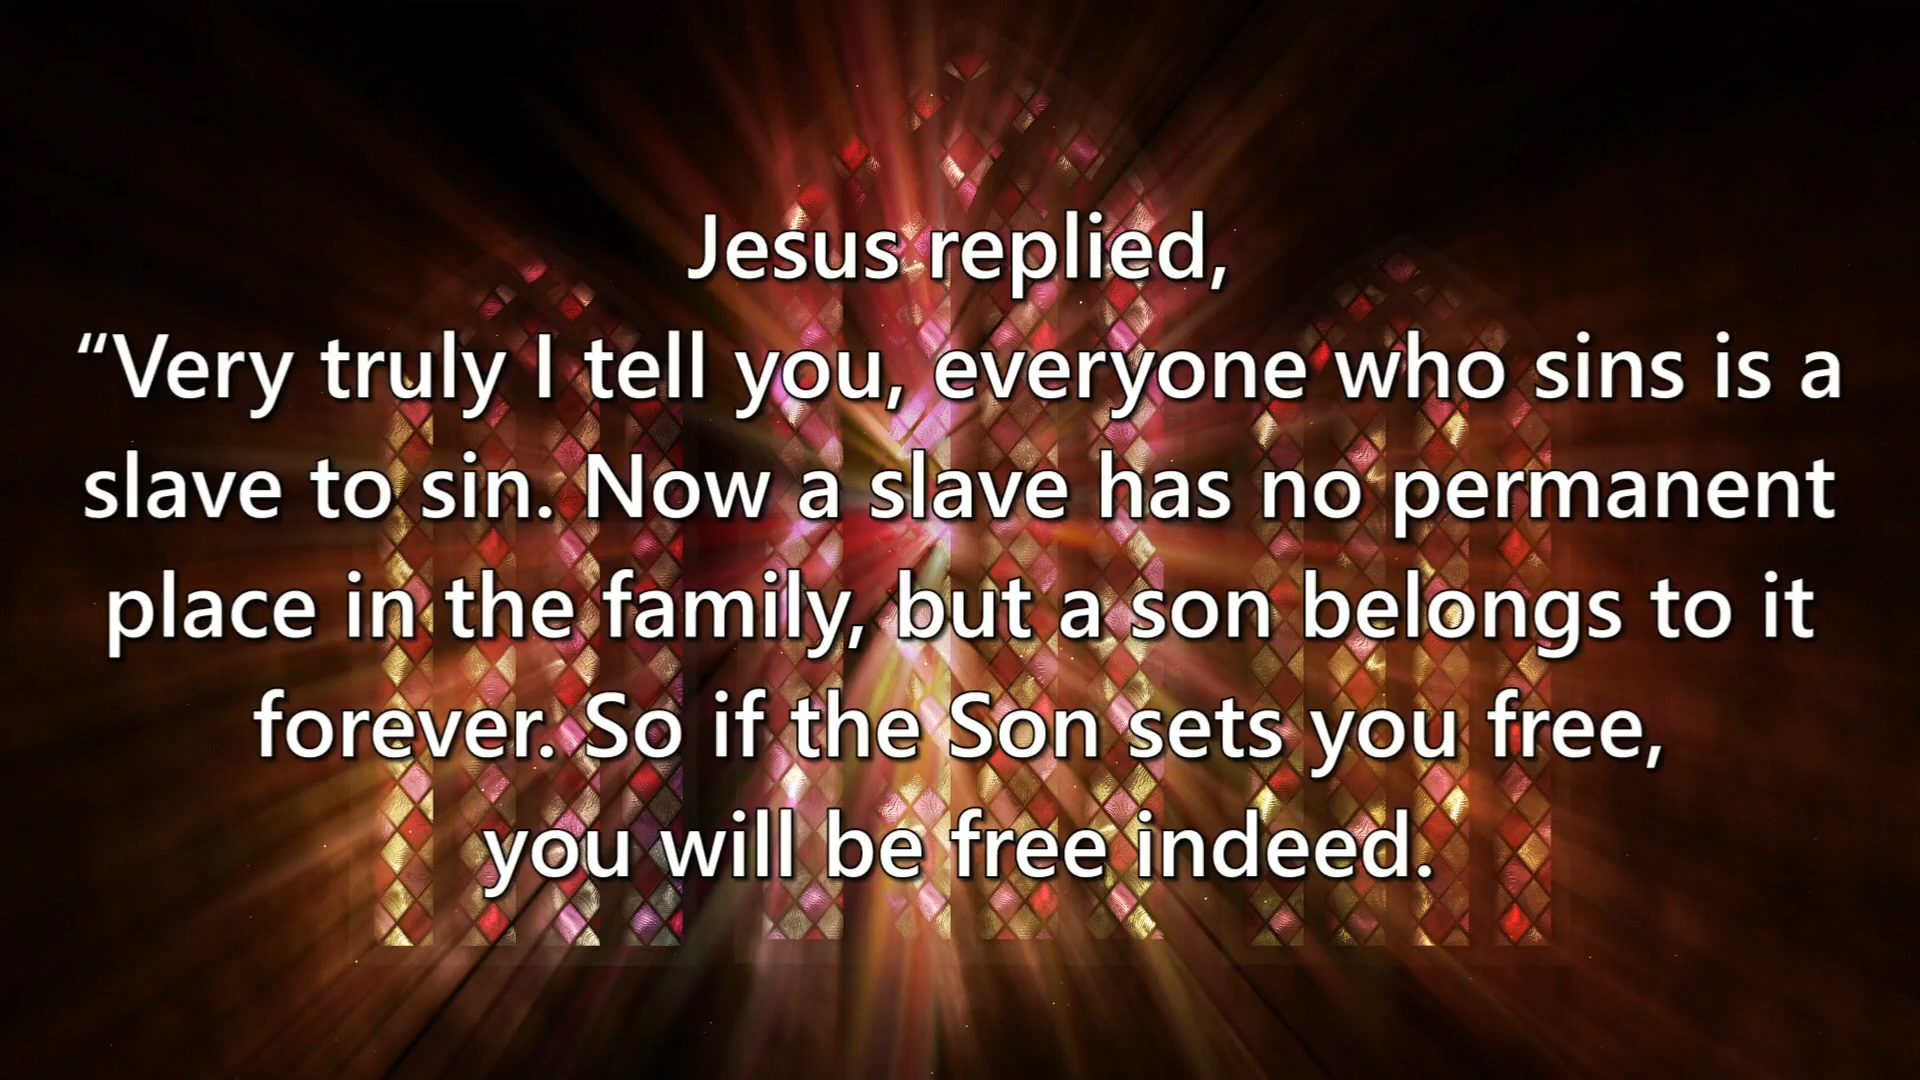 Jesus replied,
“Very truly I tell you, everyone who sins is a
slave to sin. Now a slave has no permanent
place in the family, but a son belongs to it
forever. So if the Son sets you free,
you will be free indeed.